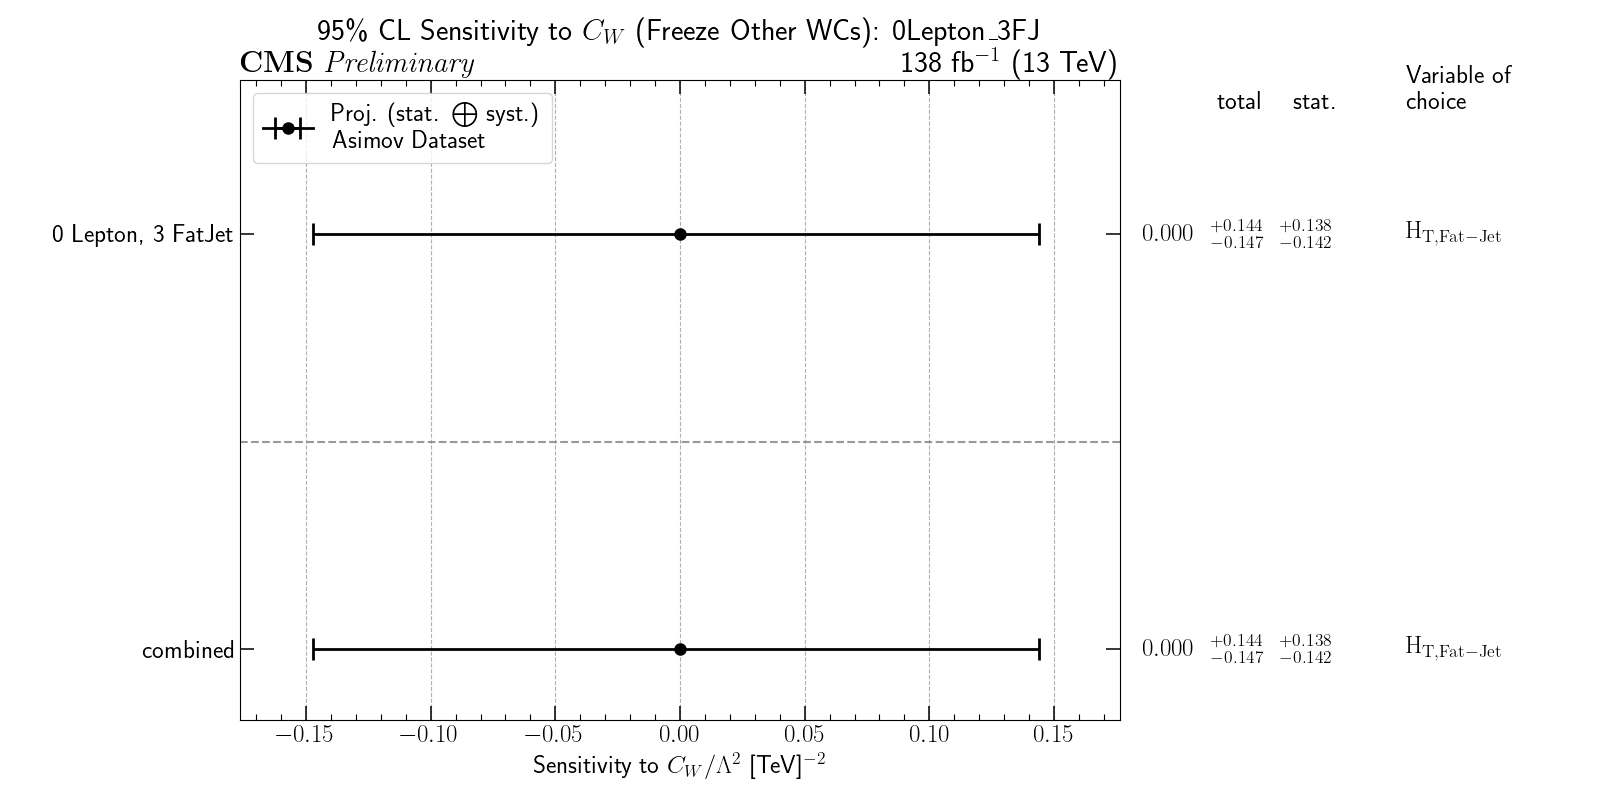 95% CL Sensitivity to C_W (Freeze Other WCs): 0Lepton_3FJ
CMS Preliminary 138 fb⁻¹ (13 TeV)
Variable of
choice
total stat.
Proj. (stat. ⨁ syst.)
Asimov Dataset
0 Lepton, 3 FatJet 0.000 +0.144 −0.147 +0.138 −0.142 H_T,Fat−Jet
combined 0.000 +0.144 −0.147 +0.138 −0.142 H_T,Fat−Jet
−0.15 −0.10 −0.05 0.00 0.05 0.10 0.15
Sensitivity to C_W/Λ² [TeV]⁻²